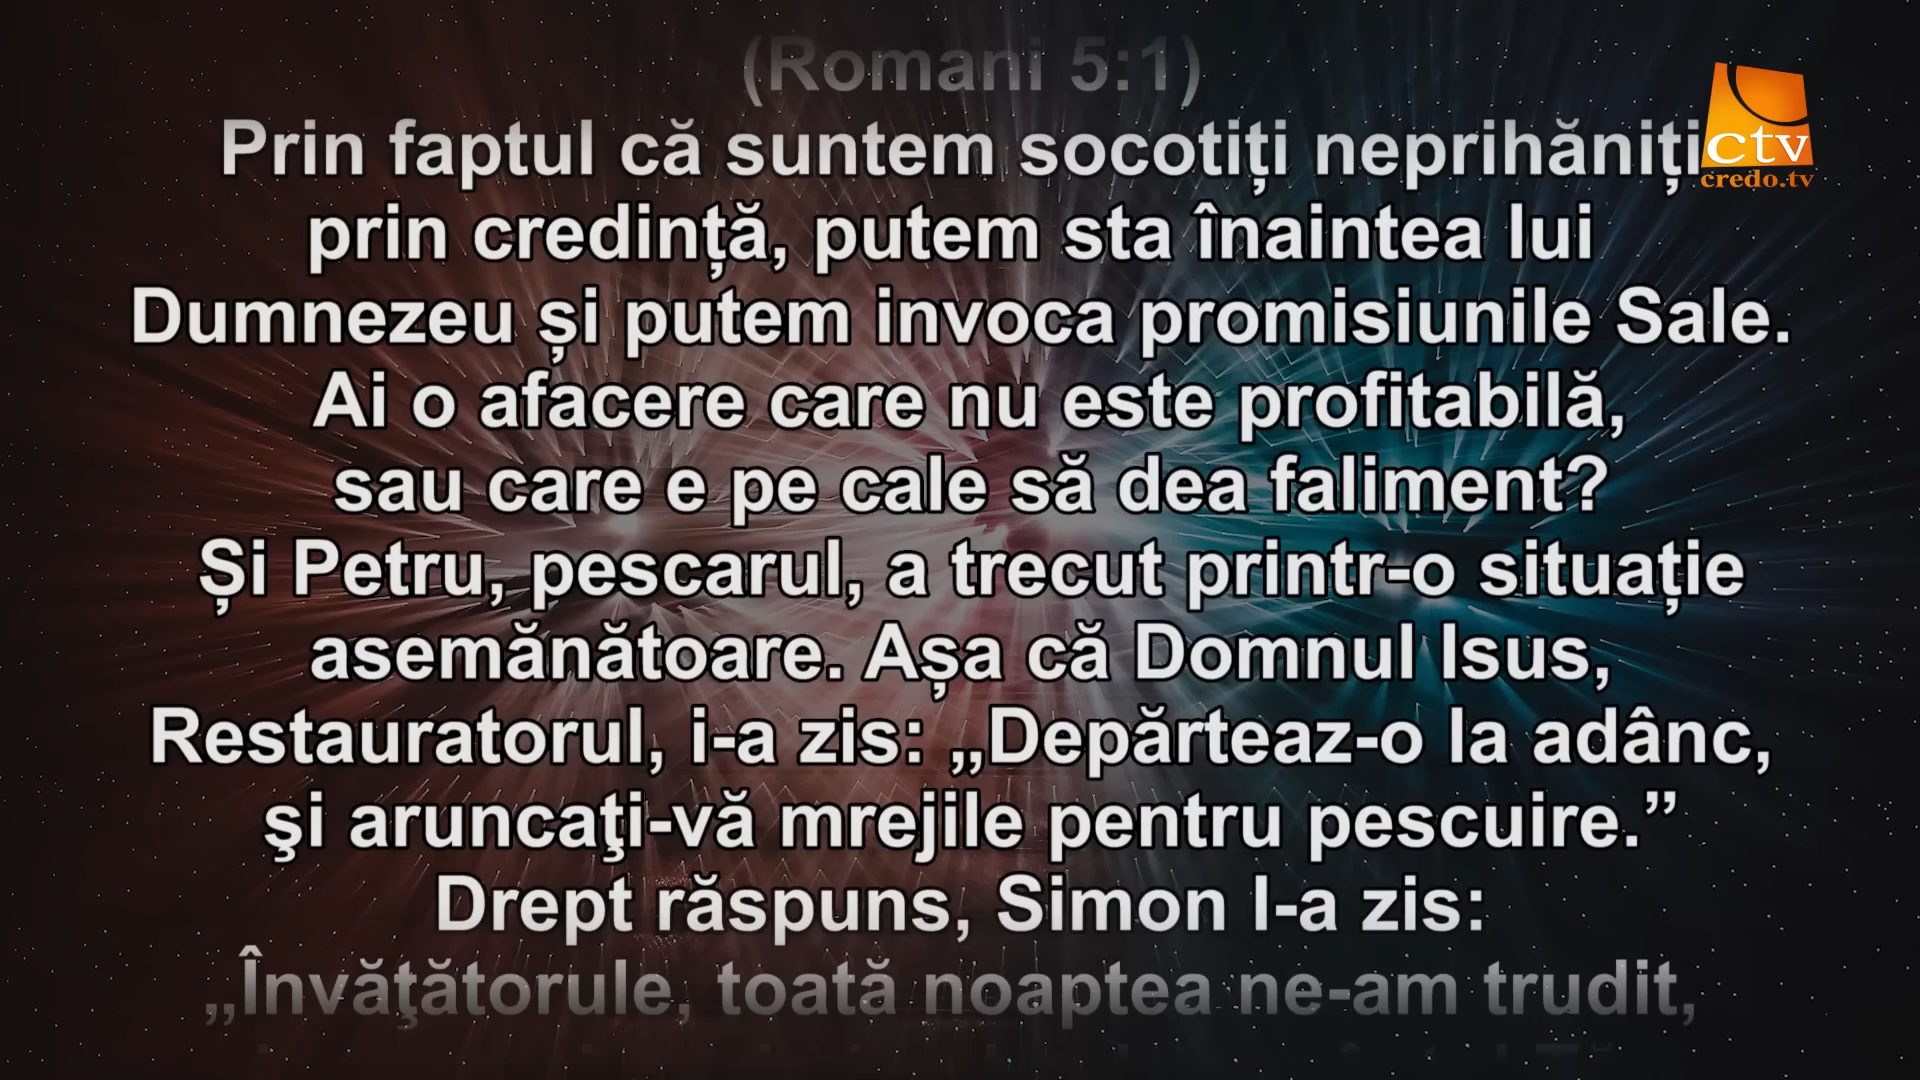 (Romani 5:1)
Prin faptul că suntem socotiți neprihăniți
prin credință, putem sta înaintea lui
Dumnezeu și putem invoca promisiunile Sale.
Ai o afacere care nu este profitabilă,
sau care e pe cale să dea faliment?
Și Petru, pescarul, a trecut printr-o situație
asemănătoare. Așa că Domnul Isus,
Restauratorul, i-a zis: „Depărteaz-o la adânc,
şi aruncaţi-vă mrejile pentru pescuire.”
Drept răspuns, Simon I-a zis:
„Învăţătorule, toată noaptea ne-am trudit,
ctv
credo.tv